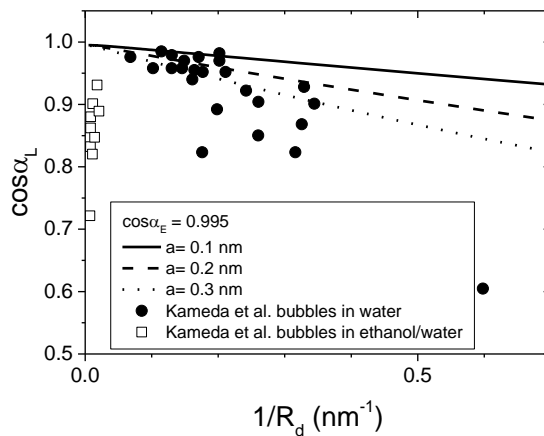 1.0
0.9
0.8
0.7
0.6
0.5
cosα_L
cosα_E = 0.995
a= 0.1 nm
a= 0.2 nm
a= 0.3 nm
Kameda et al. bubbles in water
Kameda et al. bubbles in ethanol/water
0.0
0.5
1/R_d (nm⁻¹)